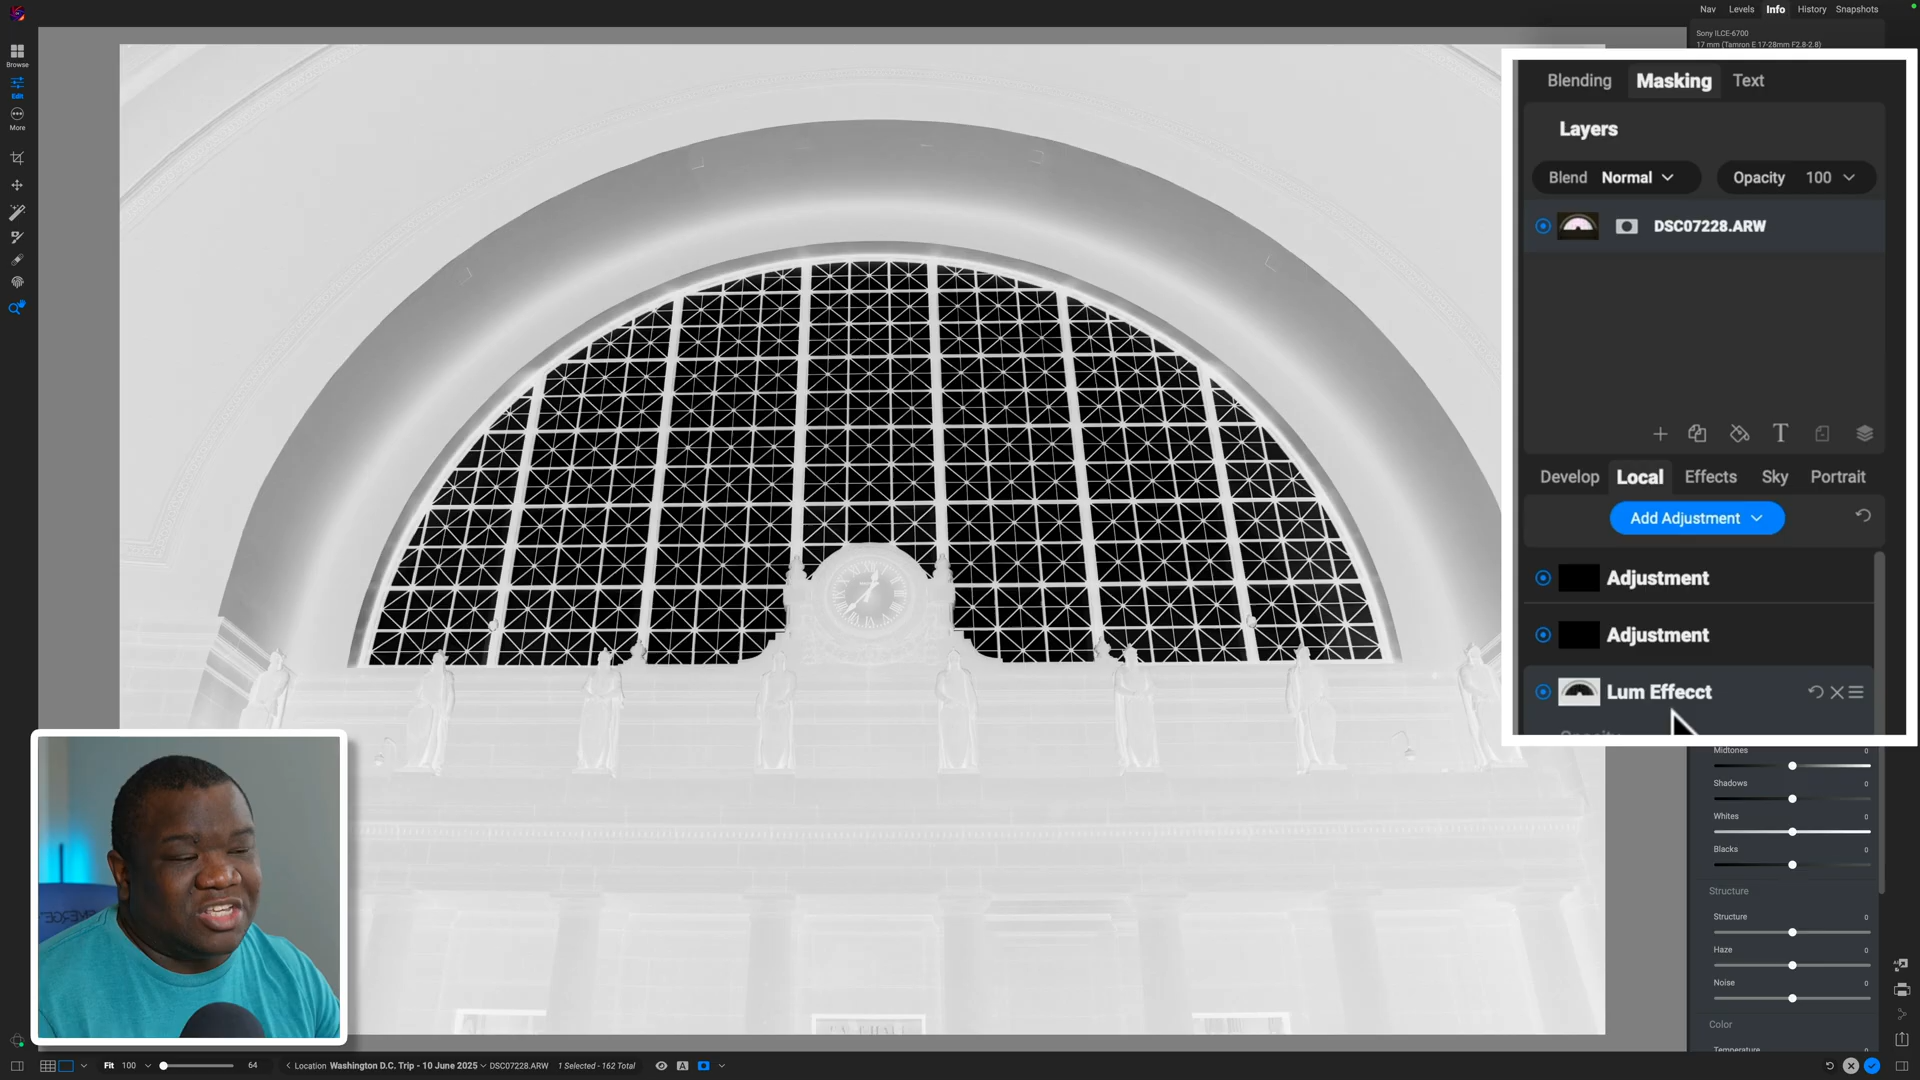 Nav Levels Info History Snapshots
Sony ILCE-6700
17 mm (Tamron E 17-28mm F2.8-2.8)
Browse
Edit
More
Blending Masking Text
Layers
Blend Normal Opacity 100
DSC07228.ARW
T
Develop Local Effects Sky Portrait
Add Adjustment
Adjustment
Adjustment
Lum Effecct
Opacity
Midtones 0
Shadows 0
Whites 0
Blacks 0
Structure
Structure 0
Haze 0
Noise 0
Color
Temperature 0
Fit 100 64 Location Washington D.C. Trip - 10 June 2025 DSC07228.ARW 1 Selected - 162 Total A